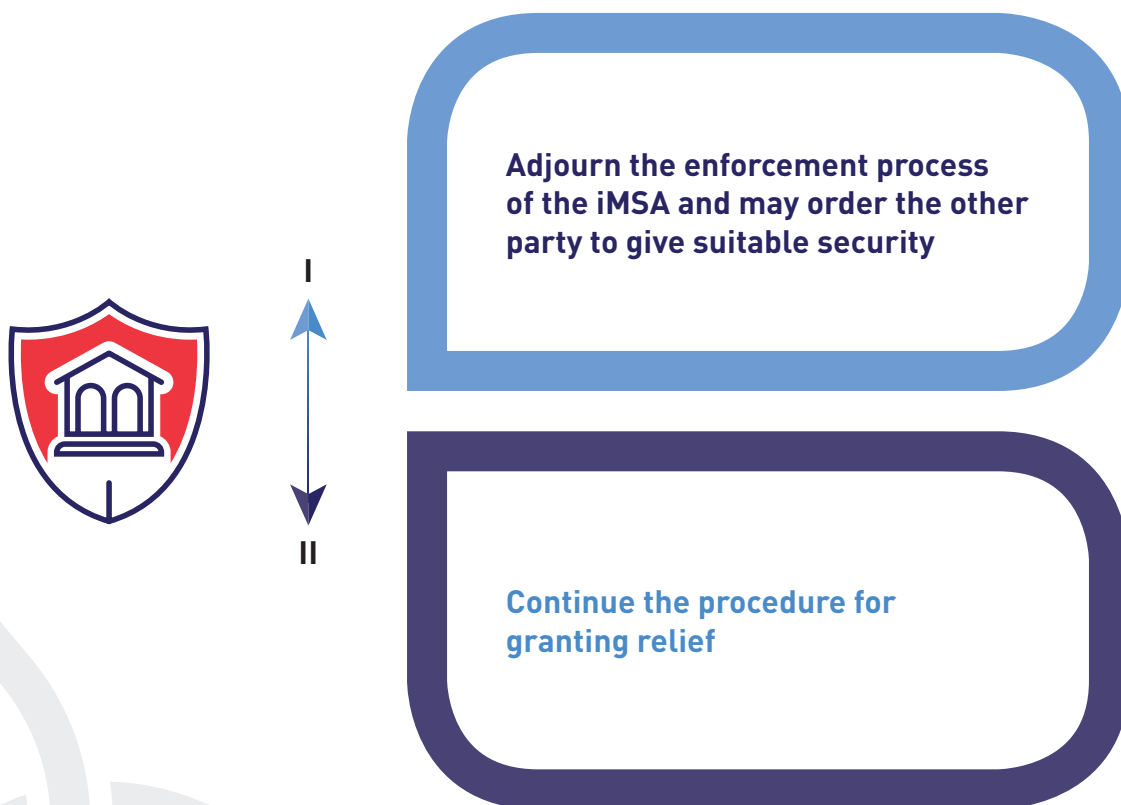 Adjourn the enforcement process
of the iMSA and may order the other
party to give suitable security
I
II
Continue the procedure for
granting relief